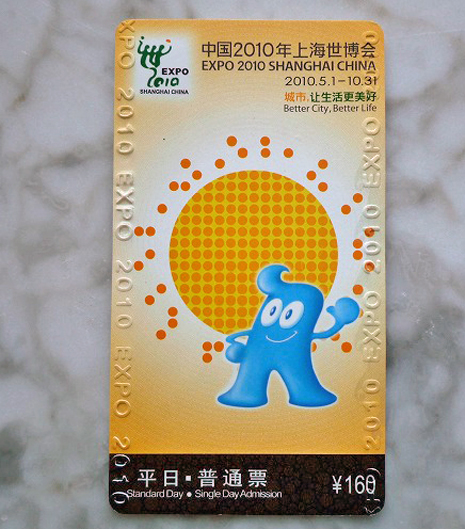 EXPO
2010
SHANGHAI CHINA
中国2010年上海世博会
EXPO 2010 SHANGHAI CHINA
2010.5.1-10.31
城市,让生活更美好
Better City, Better Life
XPO 2010 EXPO 2010 EXPO 2010 EXPO 20
2010 EXPO 2010 EXPO 20
平日·普通票
Standard Day • Single Day Admission
¥160